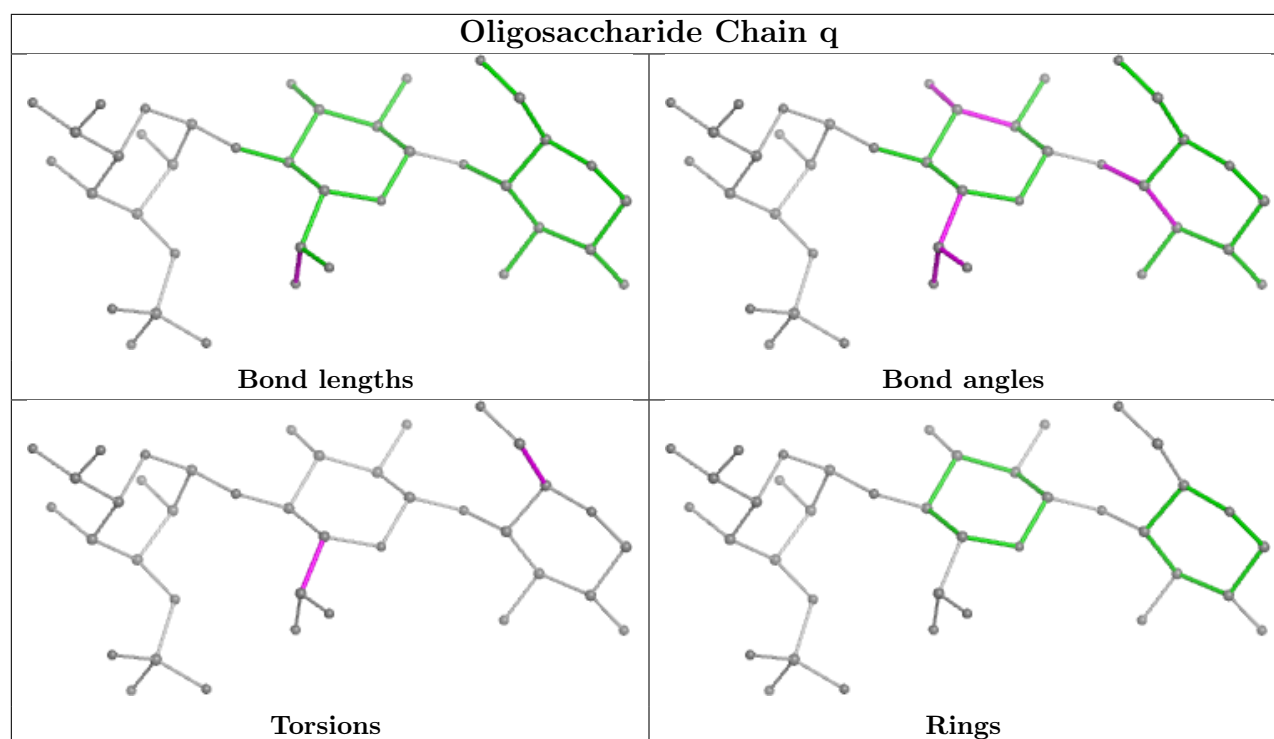 Oligosaccharide Chain q
Bond lengths
Bond angles
Torsions
Rings